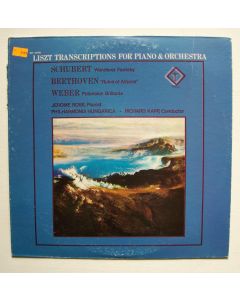 LISZT TRANSCRIPTIONS FOR PIANO & ORCHESTRA
SCHUBERT "Wanderer Fantasy"
BEETHOVEN "Ruins of Athens"
WEBER Polonaise Brillante
JEROME ROSE, Pianist
PHILHARMONIA HUNGARICA - RICHARD KAPP, Conductor